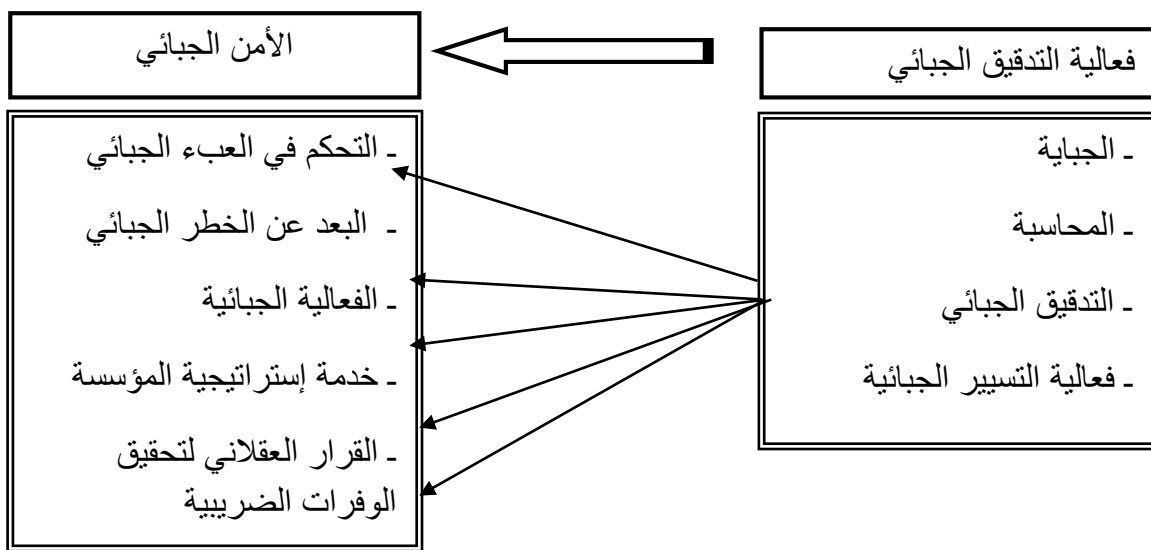 فعالية التدقيق الجبائي
الأمن الجبائي
ـ الجباية
ـ المحاسبة
ـ التدقيق الجبائي
ـ فعالية التسيير الجبائية
ـ التحكم في العبء الجبائي
ـ البعد عن الخطر الجبائي
ـ الفعالية الجبائية
ـ خدمة إستراتيجية المؤسسة
ـ القرار العقلاني لتحقيق
الوفرات الضريبية